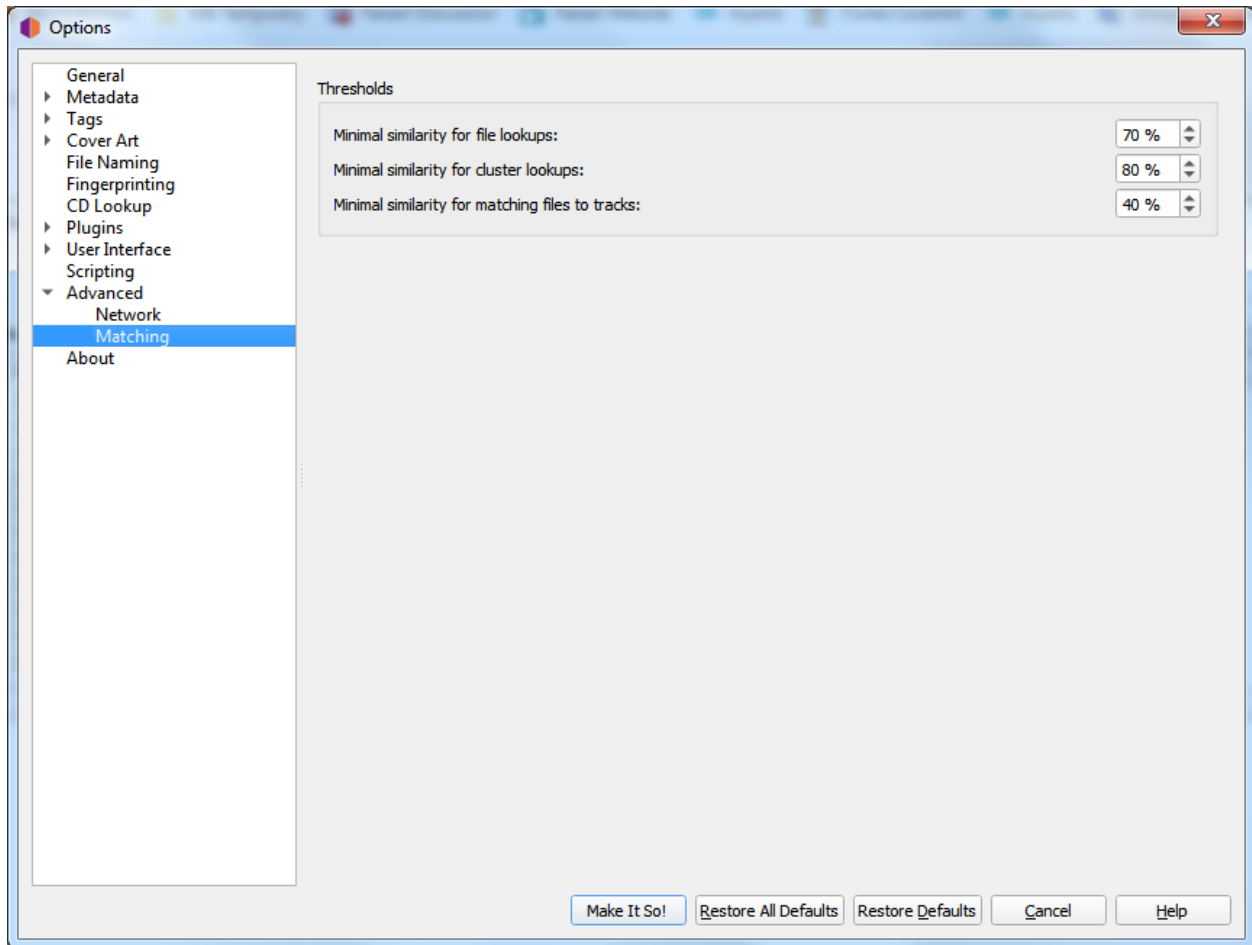 Options
General
Metadata
Tags
Cover Art
File Naming
Fingerprinting
CD Lookup
Plugins
User Interface
Scripting
Advanced
Network
Matching
About
Thresholds
Minimal similarity for file lookups: 70 %
Minimal similarity for cluster lookups: 80 %
Minimal similarity for matching files to tracks: 40 %
Make It So! Restore All Defaults Restore Defaults Cancel Help